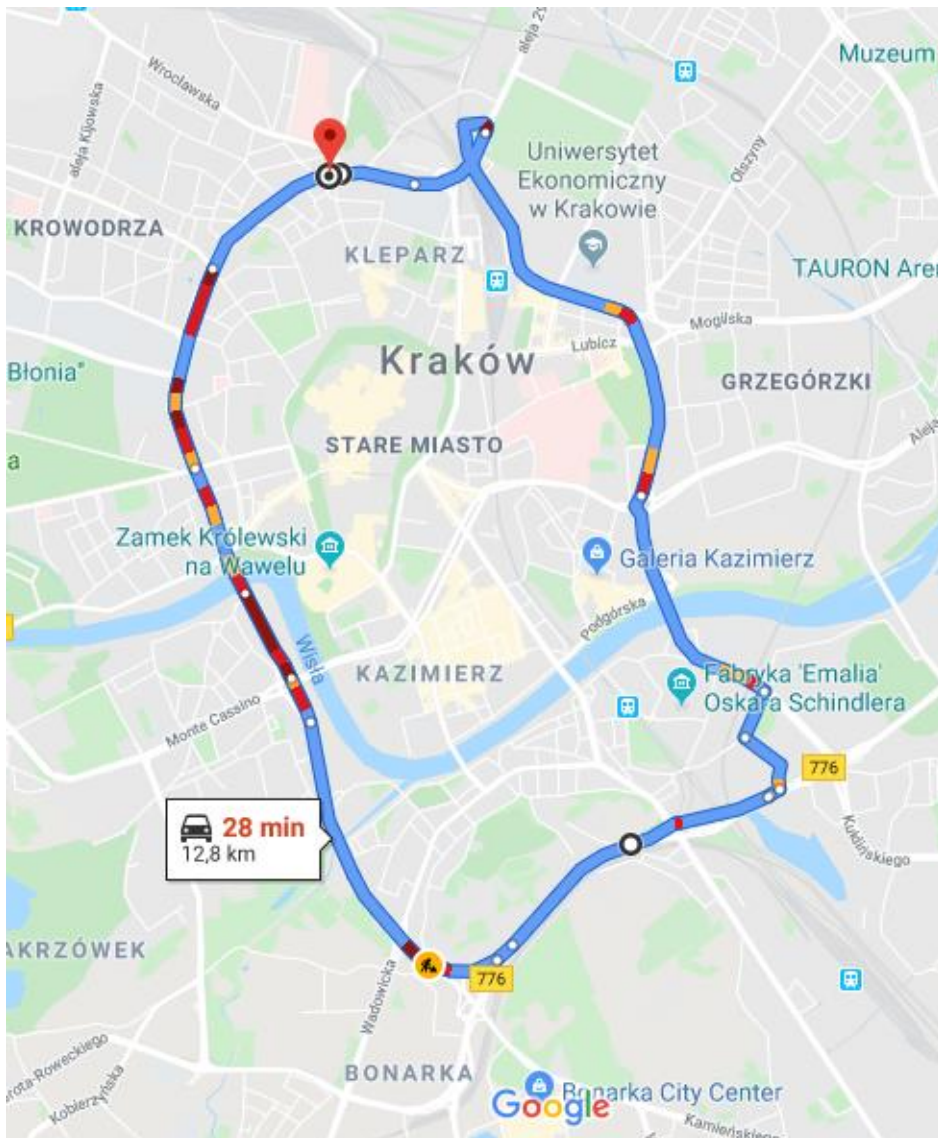 aleja 29
Muzeum
Wrocławska
aleja Kijowska
Uniwersytet
Ekonomiczny
w Krakowie
Olszyny
KROWODRZA
KLEPARZ
TAURON Aren
Mogilska
Lubicz
Błonia"
Kraków
GRZEGÓRZKI
STARE MIASTO
Aleja
a
Zamek Królewski
na Wawelu
Galeria Kazimierz
Podgórska
Wisła
KAZIMIERZ
Fabryka 'Emalia'
Oskara Schindlera
Monte Cassino
776
28 min
12,8 km
Kuklińskiego
AKRZÓWEK
Wadowicka
776
rota-Roweckiego
BONARKA
Kobierzyńska
Bonarka City Center
Google
Kamieńskiego